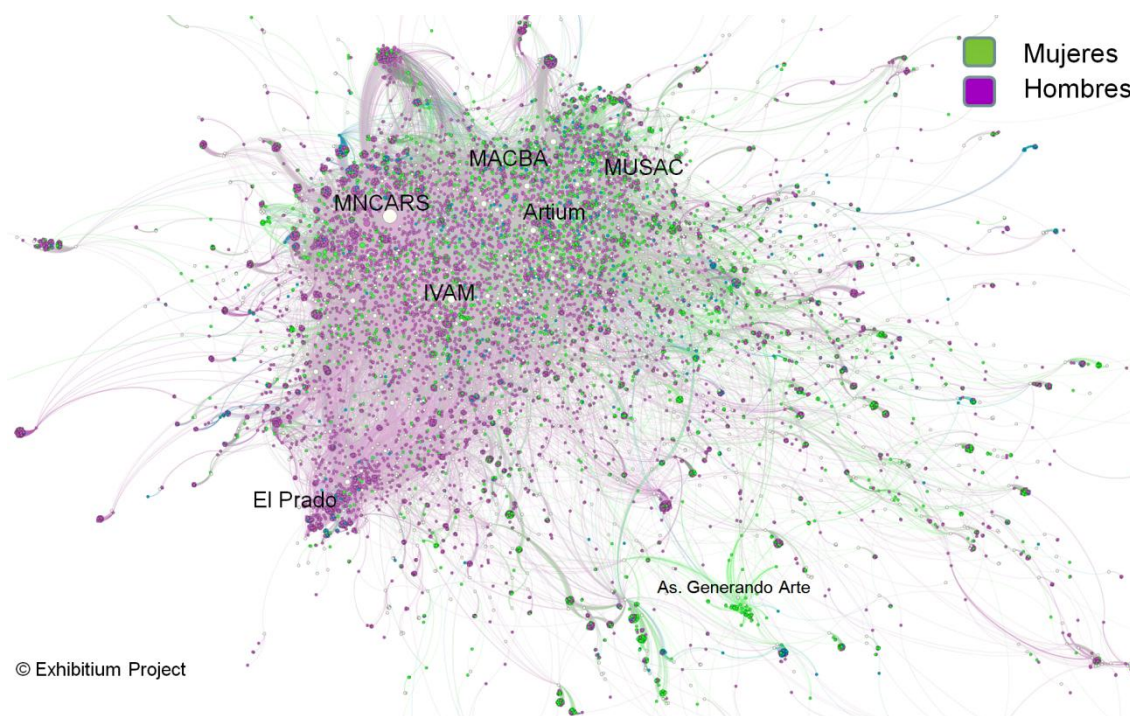 Mujeres
Hombres
MACBA
MUSAC
MNCARS
Artium
IVAM
El Prado
As. Generando Arte
© Exhibitium Project